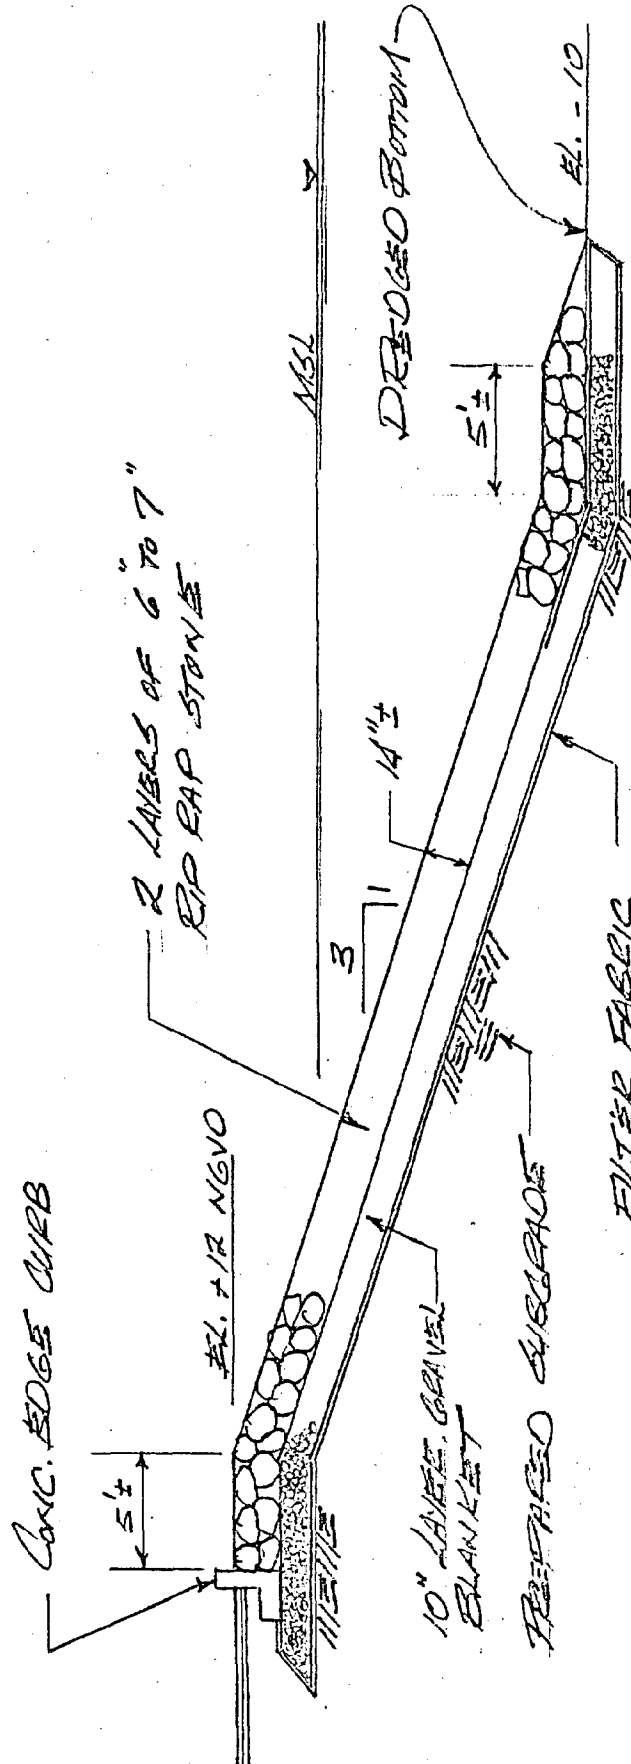 CONC. EDGE CURB
5'±
EL. +12 NGVD
2 LAYERS OF 6" TO 7"
RIP RAP STONE
MSL
3
1
14"±
DREDGED BOTTOM
5'±
EL. -10
10" LAYER GRAVEL
BLANKET
PREPARED SUBGRADE
FILTER FABRIC